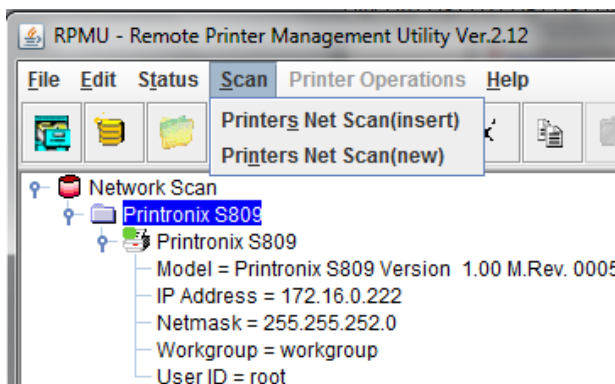 RPMU - Remote Printer Management Utility Ver.2.12
File Edit Status Scan Printer Operations Help
Printers Net Scan(insert)
Printers Net Scan(new)
Network Scan
Printronix S809
Printronix S809
Model = Printronix S809 Version 1.00 M.Rev. 0005
IP Address = 172.16.0.222
Netmask = 255.255.252.0
Workgroup = workgroup
User ID = root